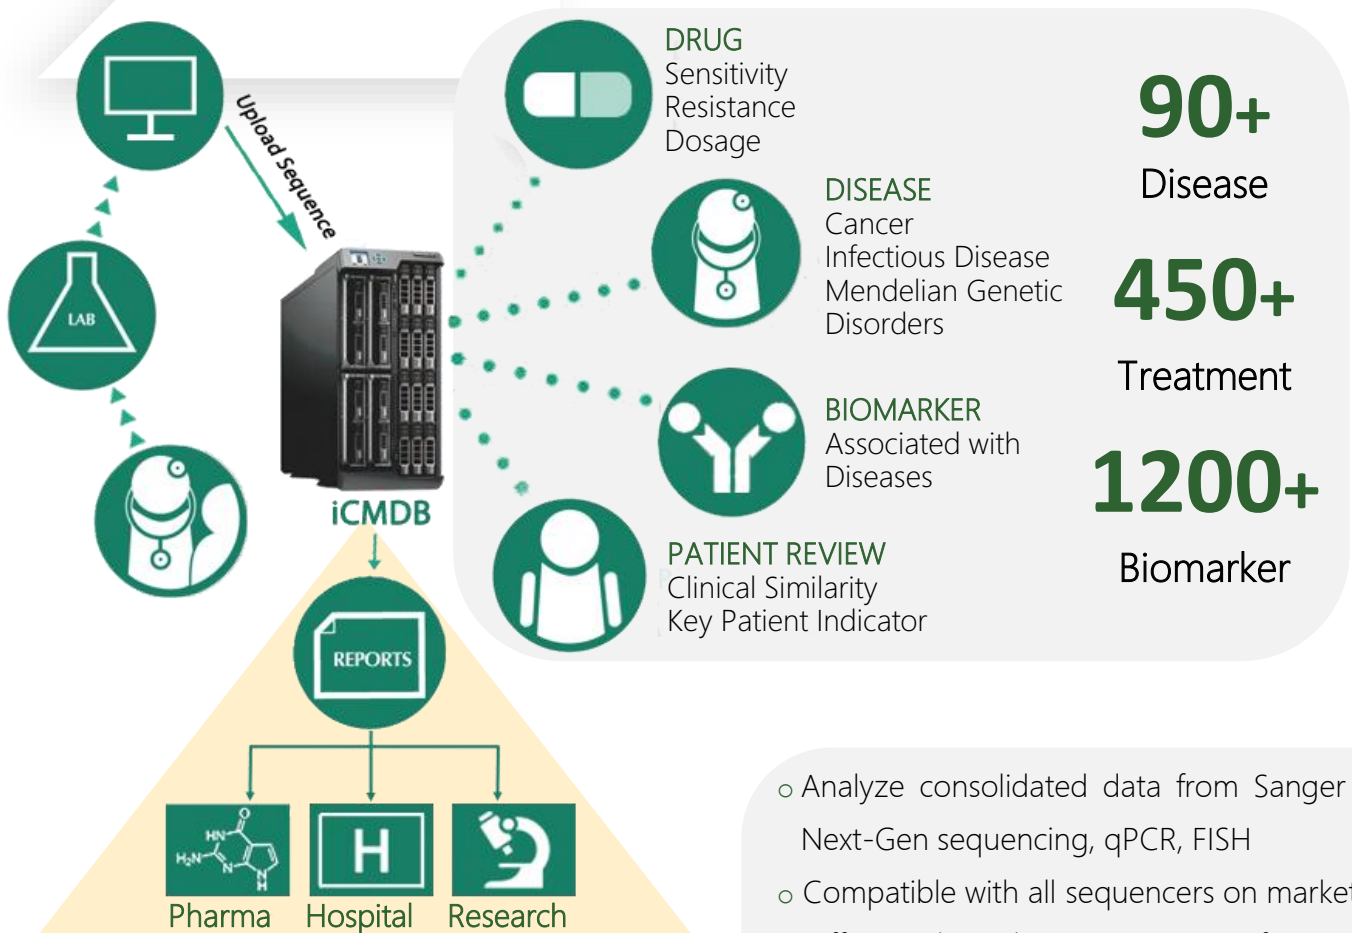 Upload Sequence
LAB
iCMDB
REPORTS
Pharma
Hospital
Research
HN
O
H₂N
N
N
H
H
DRUG
Sensitivity
Resistance
Dosage
DISEASE
Cancer
Infectious Disease
Mendelian Genetic
Disorders
BIOMARKER
Associated with
Diseases
PATIENT REVIEW
Clinical Similarity
Key Patient Indicator
90+
Disease
450+
Treatment
1200+
Biomarker
o Analyze consolidated data from Sanger
Next-Gen sequencing, qPCR, FISH
o Compatible with all sequencers on market